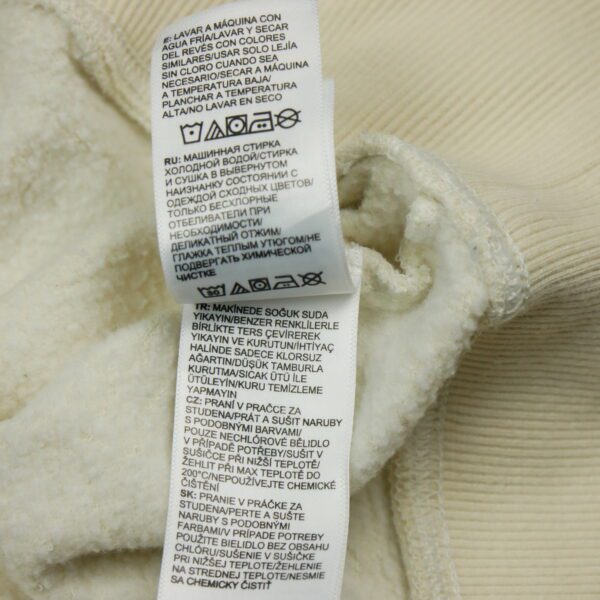 E: LAVAR A MÁQUINA CON
AGUA FRÍA/LAVAR Y SECAR
DEL REVÉS CON COLORES
SIMILARES/USAR SOLO LEJÍA
SIN CLORO CUANDO SEA
NECESARIO/SECAR A MÁQUINA
A TEMPERATURA BAJA/
PLANCHAR A TEMPERATURA
ALTA/NO LAVAR EN SECO
RU: МАШИННАЯ СТИРКА
ХОЛОДНОЙ ВОДОЙ/СТИРКА
И СУШКА В ВЫВЕРНУТОМ
НАИЗНАНКУ СОСТОЯНИИ С
ОДЕЖДОЙ СХОДНЫХ ЦВЕТОВ/
ТОЛЬКО БЕСХЛОРНЫЕ
ОТБЕЛИВАТЕЛИ ПРИ
НЕОБХОДИМОСТИ/
ДЕЛИКАТНЫЙ ОТЖИМ/
ГЛАЖКА ТЕПЛЫМ УТЮГОМ/НЕ
ПОДВЕРГАТЬ ХИМИЧЕСКОЙ
ЧИСТКЕ
TR: MAKİNEDE SOĞUK SUDA
YIKAYIN/BENZER RENKLİLERLE
BİRLİKTE TERS ÇEVİREREK
YIKAYIN VE KURUTUN/İHTİYAÇ
HALİNDE SADECE KLORSUZ
AĞARTIN/DÜŞÜK TAMBURLA
KURUTMA/SICAK ÜTÜ İLE
ÜTÜLEYİN/KURU TEMİZLEME
YAPMAYIN
CZ: PRANÍ V PRAČCE ZA
STUDENA/PRÁT A SUŠIT NARUBY
S PODOBNÝMI BARVAMI/
POUZE NECHLÓROVÉ BĚLIDLO
V PŘÍPADĚ POTŘEBY/SUŠIT V
SUŠIČCE PŘI NIŽŠÍ TEPLOTĚ/
ŽEHLIT PŘI MAX TEPLOTĚ DO
200°C/NEPOUŽÍVEJTE CHEMICKÉ
ČIŠTĚNÍ
SK: PRANIE V PRÁČKE ZA
STUDENA/PERTE A SUŠTE
NARUBY S PODOBNÝMI
FARBAMI/V PRÍPADE POTREBY
POUŽITE BIELIDLO BEZ OBSAHU
CHLÓRU/SUŠENIE V SUŠIČKE
PRI NIŽŠEJ TEPLOTE/ŽEHLENIE
NA STREDNEJ TEPLOTE/NESMIE
SA CHEMICKY ČISTIŤ